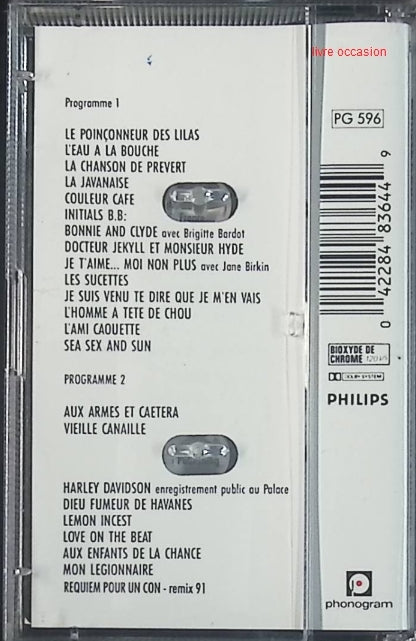 livre occasion
Programme 1
LE POINÇONNEUR DES LILAS
L'EAU A LA BOUCHE
LA CHANSON DE PREVERT
LA JAVANAISE
COULEUR CAFE
INITIALS B.B:
BONNIE AND CLYDE avec Brigitte Bardot
DOCTEUR JEKYLL ET MONSIEUR HYDE
JE T'AIME... MOI NON PLUS avec Jane Birkin
LES SUCETTES
JE SUIS VENU TE DIRE QUE JE M'EN VAIS
L'HOMME A TETE DE CHOU
L'AMI CAOUETTE
SEA SEX AND SUN
PROGRAMME 2
AUX ARMES ET CAETERA
VIEILLE CANAILLE
HARLEY DAVIDSON enregistrement public au Palace
DIEU FUMEUR DE HAVANES
LEMON INCEST
LOVE ON THE BEAT
AUX ENFANTS DE LA CHANCE
MON LEGIONNAIRE
REQUIEM POUR UN CON - remix 91
PG 596
0 42284 83644 9
BIOXYDE DE
CHROME 120 µS
DOLBY SYSTEM
PHILIPS
phonogram